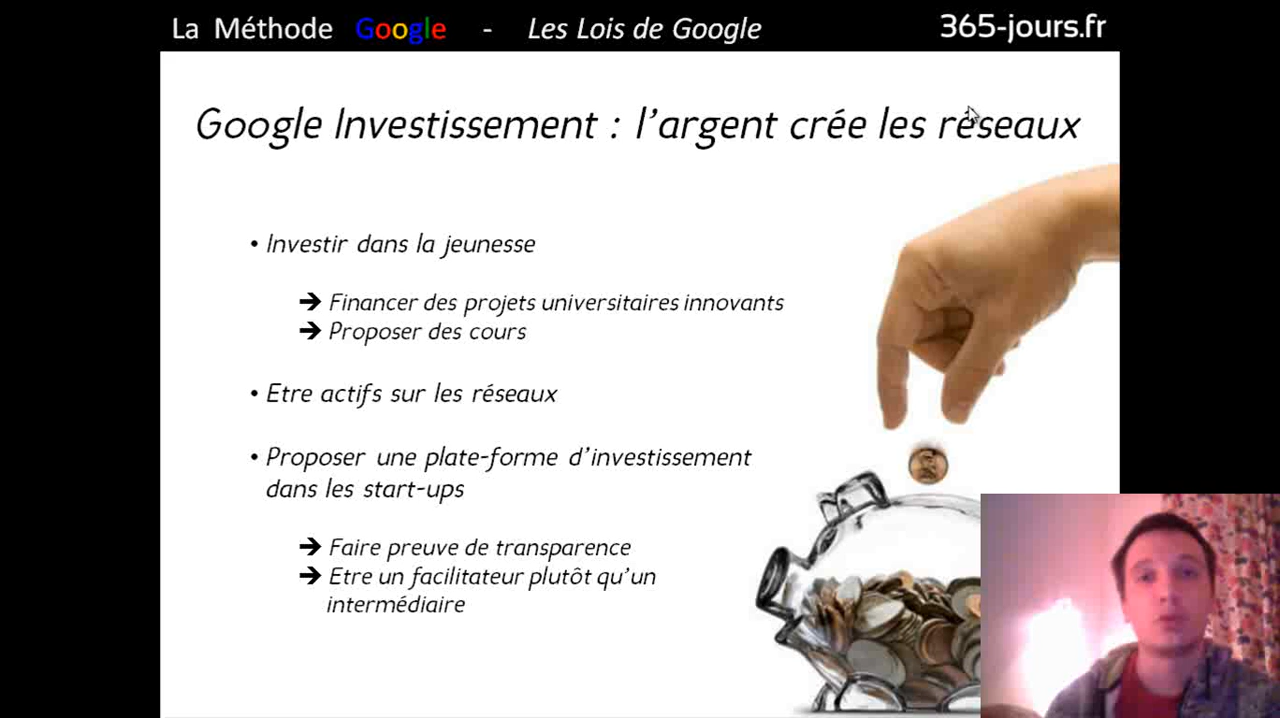 La Méthode Google - Les Lois de Google
365-jours.fr
Google Investissement : l'argent crée les réseaux
• Investir dans la jeunesse
➔ Financer des projets universitaires innovants
➔ Proposer des cours
• Etre actifs sur les réseaux
• Proposer une plate-forme d'investissement
dans les start-ups
➔ Faire preuve de transparence
➔ Etre un facilitateur plutôt qu'un
intermédiaire